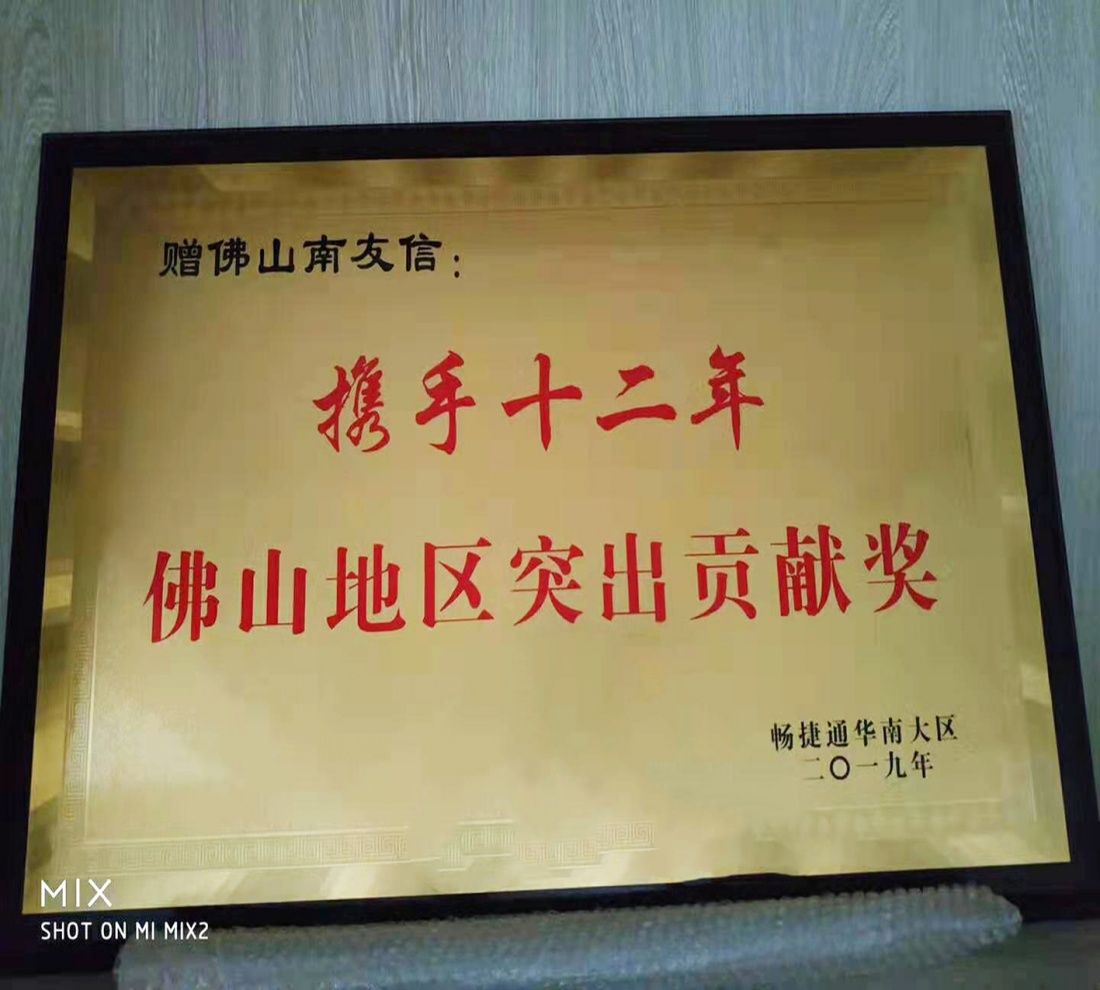 赠佛山南友信：
携手十二年
佛山地区突出贡献奖
畅捷通华南大区
二〇一九年
MIX
SHOT ON MI MIX2